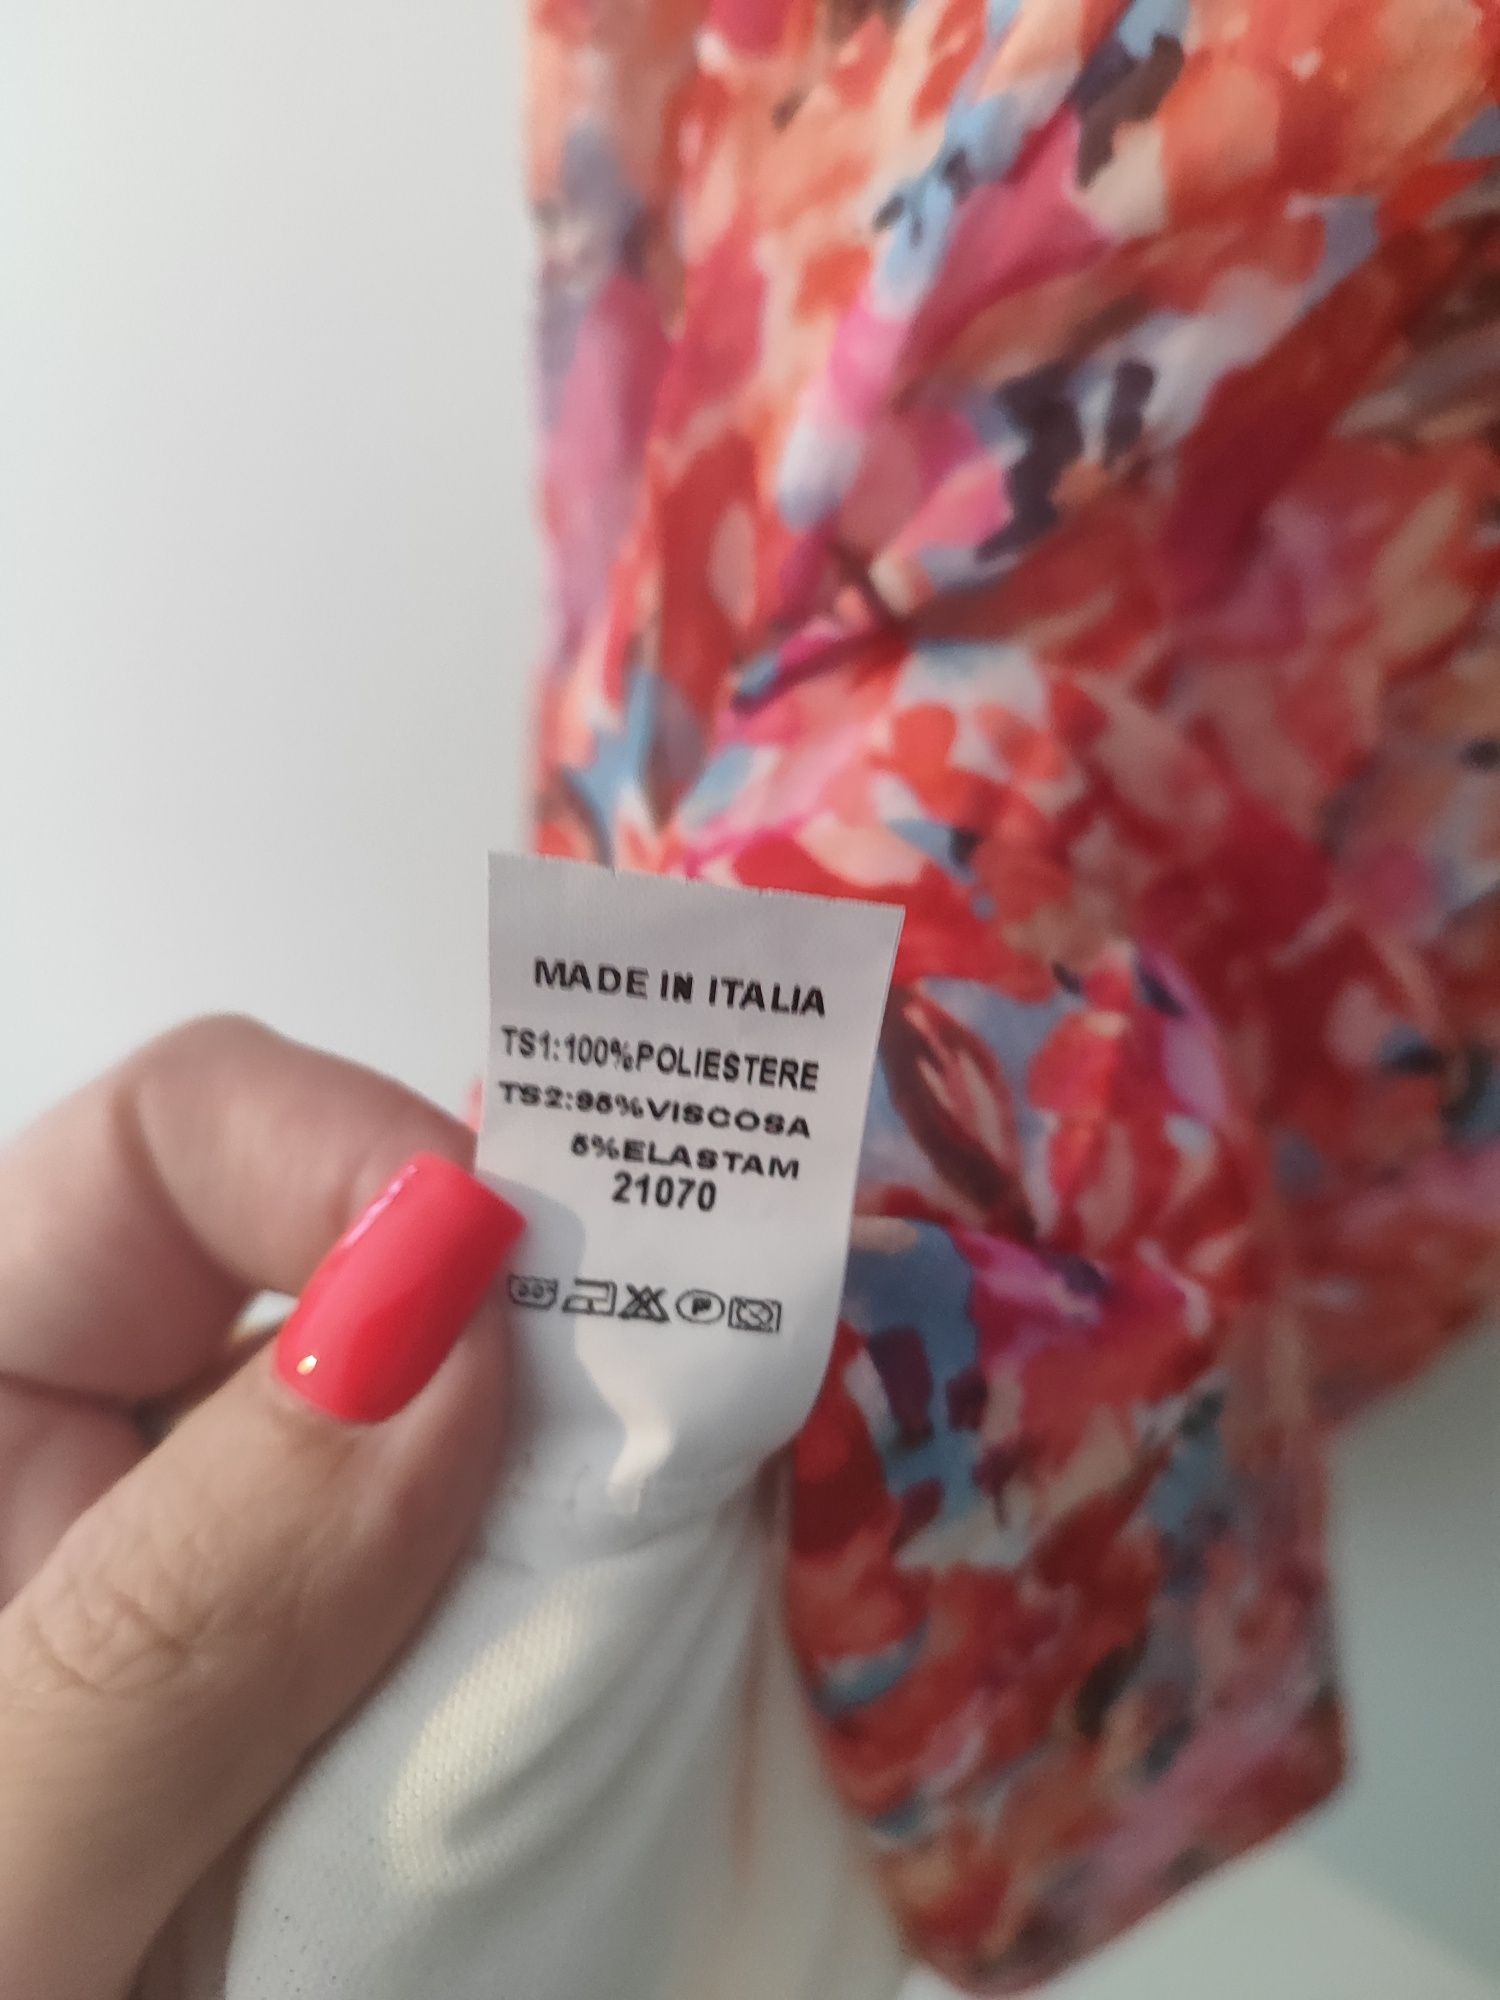 MADE IN ITALIA
TS1:100%POLIESTERE
TS2:95%VISCOSA
5%ELASTAM
21070
P